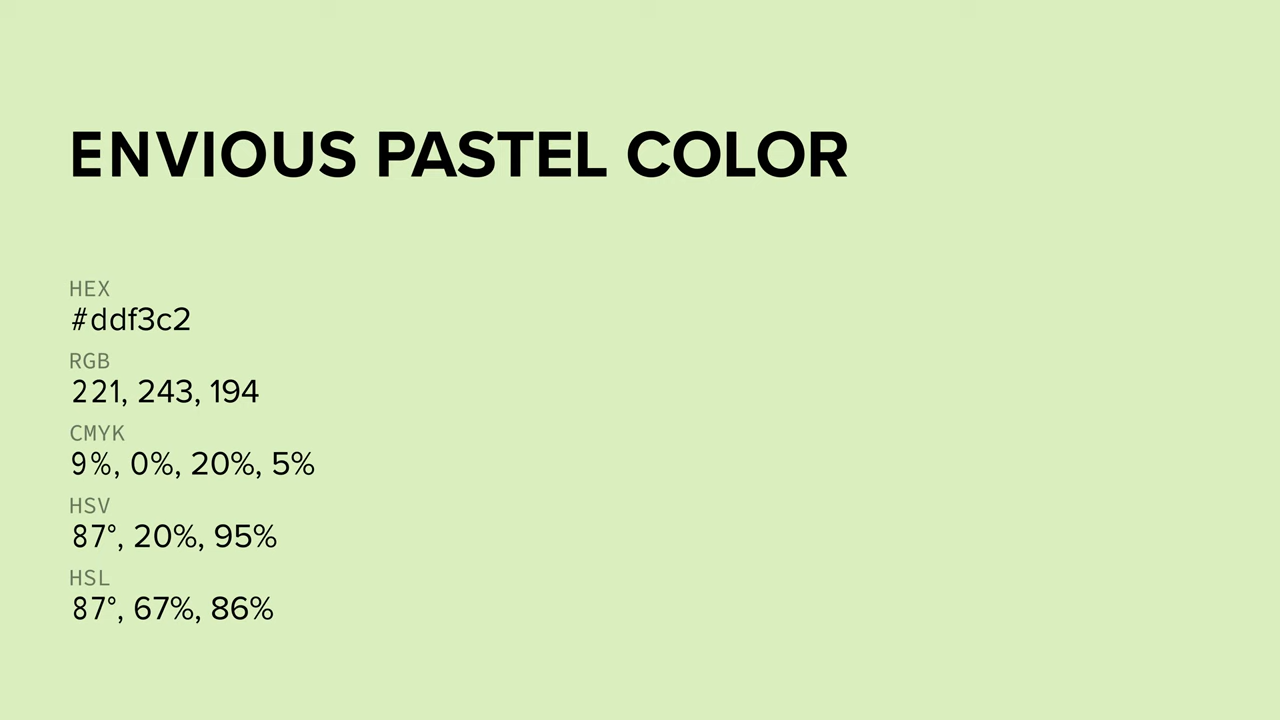 ENVIOUS PASTEL COLOR
HEX
#ddf3c2
RGB
221, 243, 194
CMYK
9%, 0%, 20%, 5%
HSV
87°, 20%, 95%
HSL
87°, 67%, 86%